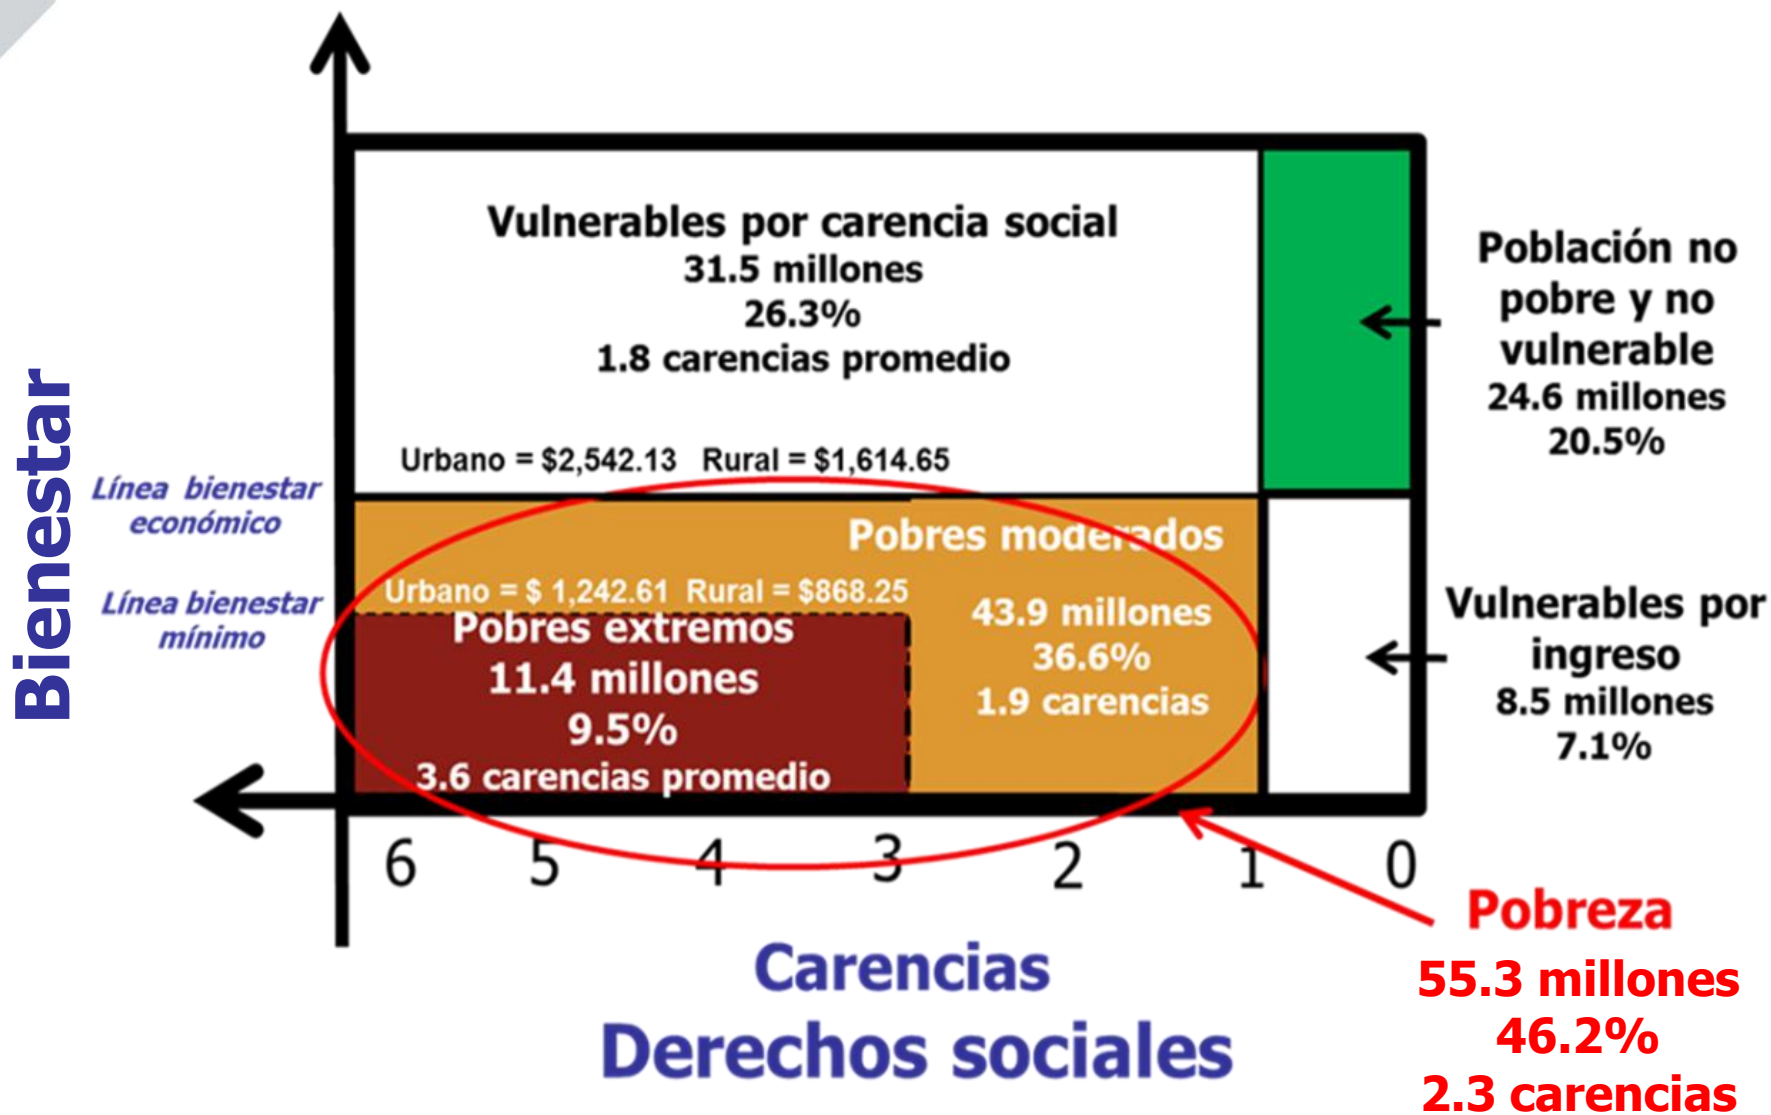 Vulnerables por carencia social
31.5 millones
26.3%
1.8 carencias promedio
Urbano = $2,542.13 Rural = $1,614.65
Población no
pobre y no
vulnerable
24.6 millones
20.5%
Bienestar
Línea bienestar
económico
Línea bienestar
mínimo
Pobres moderados
43.9 millones
36.6%
1.9 carencias
Urbano = $ 1,242.61 Rural = $868.25
Pobres extremos
11.4 millones
9.5%
3.6 carencias promedio
Vulnerables por
ingreso
8.5 millones
7.1%
6 5 4 3 2 1 0
Carencias
Derechos sociales
Pobreza
55.3 millones
46.2%
2.3 carencias